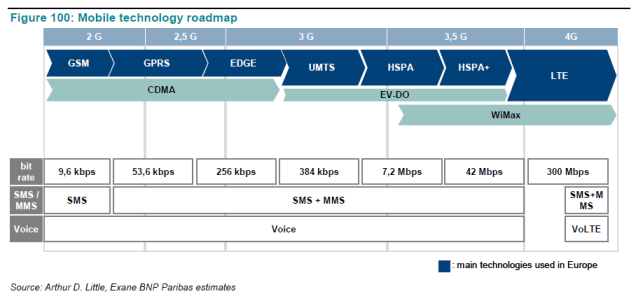 Figure 100: Mobile technology roadmap
2 G 2,5 G 3 G 3,5 G 4G
GSM GPRS EDGE UMTS HSPA HSPA+ LTE
CDMA EV-DO
WiMax
bit
rate
9,6 kbps 53,6 kbps 256 kbps 384 kbps 7,2 Mbps 42 Mbps 300 Mbps
SMS /
MMS
SMS SMS + MMS SMS+M
MS
Voice Voice VoLTE
: main technologies used in Europe
Source: Arthur D. Little, Exane BNP Paribas estimates